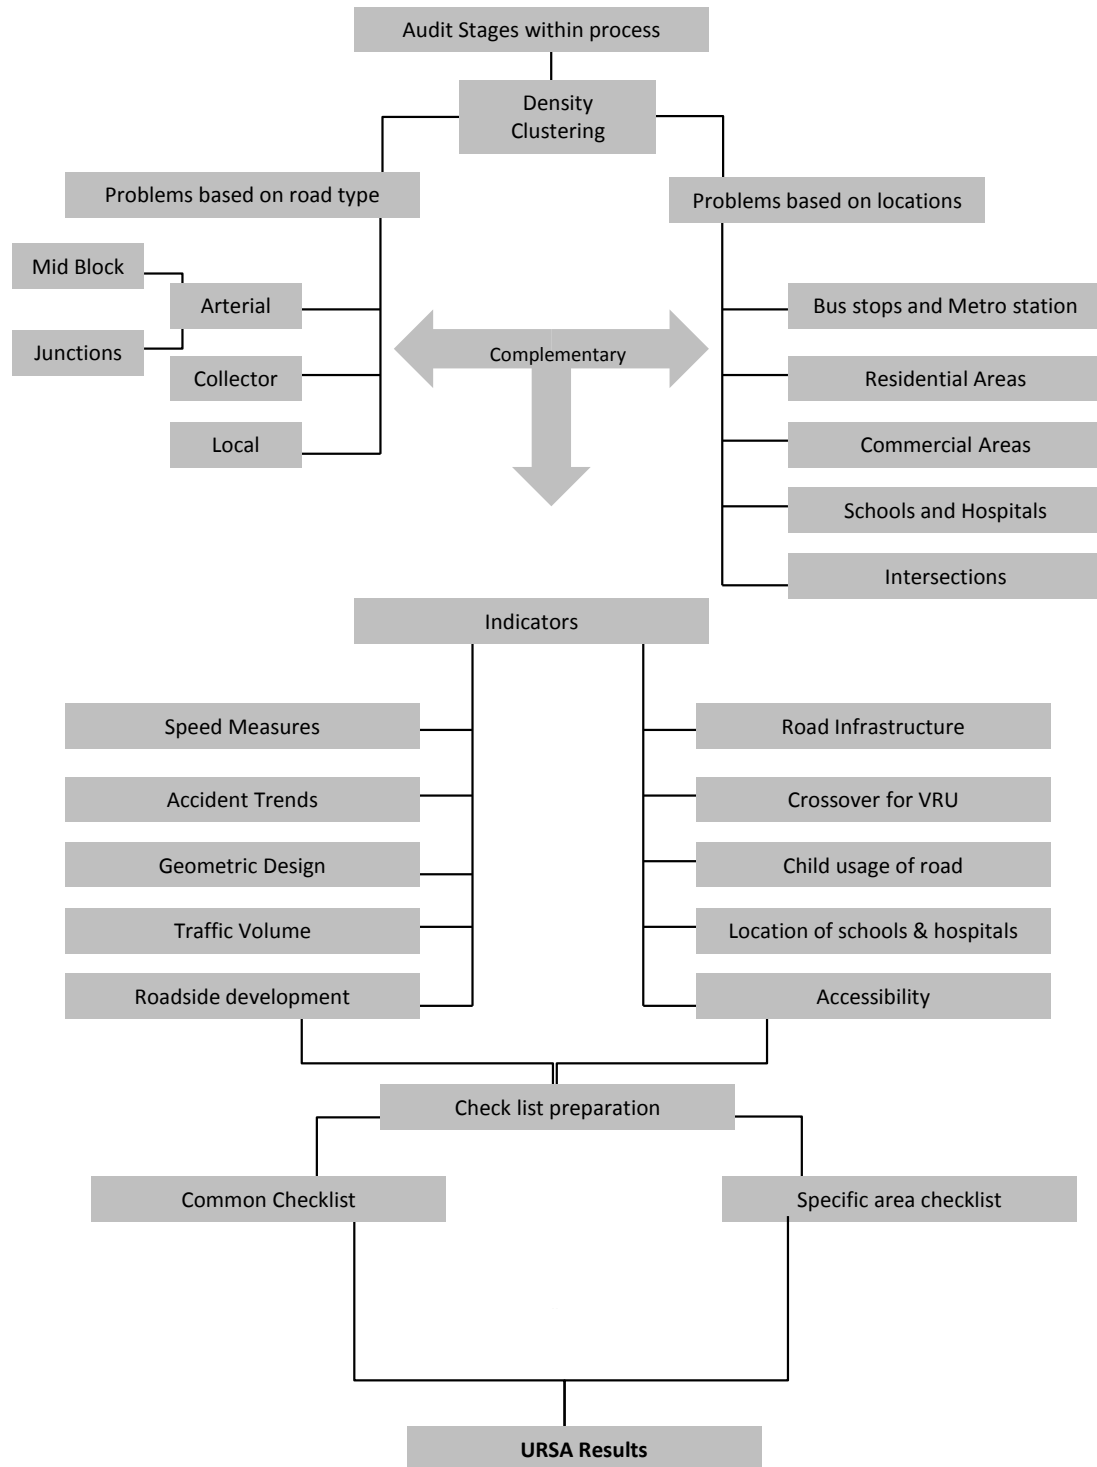 Audit Stages within process
Density
Clustering
Problems based on road type
Problems based on locations
Mid Block
Arterial
Junctions
Collector
Local
Complementary
Bus stops and Metro station
Residential Areas
Commercial Areas
Schools and Hospitals
Intersections
Indicators
Speed Measures
Accident Trends
Geometric Design
Traffic Volume
Roadside development
Road Infrastructure
Crossover for VRU
Child usage of road
Location of schools & hospitals
Accessibility
Check list preparation
Common Checklist
Specific area checklist
URSA Results